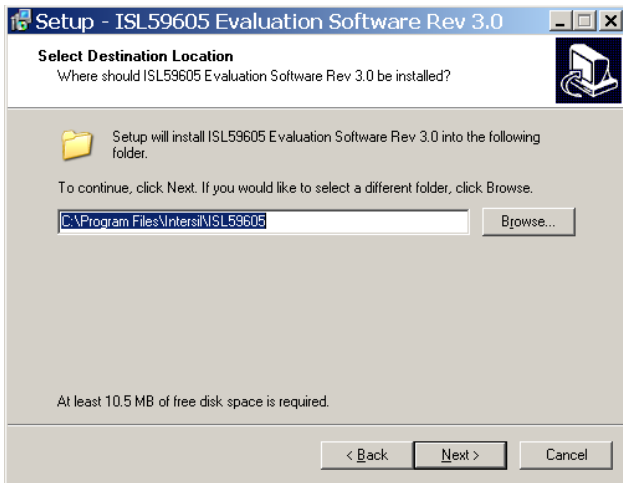 Setup - ISL59605 Evaluation Software Rev 3.0
Select Destination Location
Where should ISL59605 Evaluation Software Rev 3.0 be installed?
Setup will install ISL59605 Evaluation Software Rev 3.0 into the following
folder.
To continue, click Next. If you would like to select a different folder, click Browse.
C:\Program Files\Intersil\ISL59605
Browse...
At least 10.5 MB of free disk space is required.
< Back
Next >
Cancel